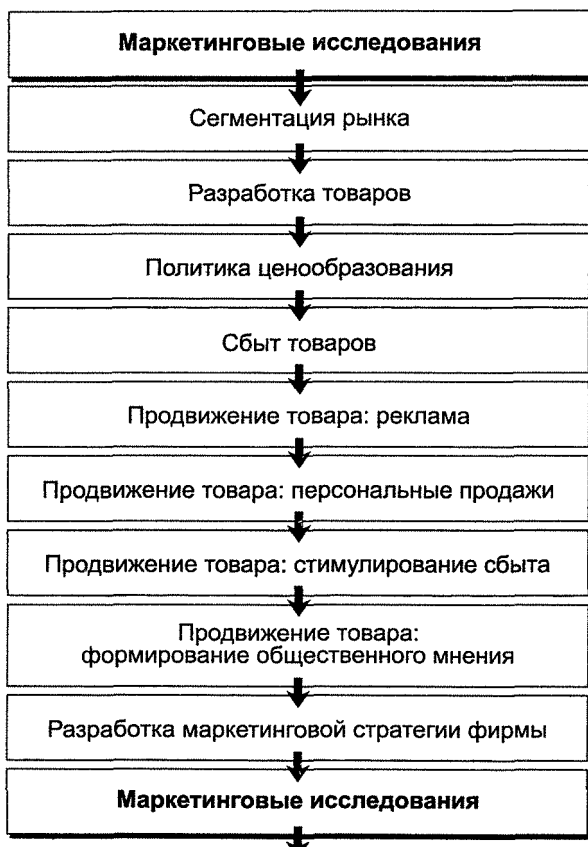 Маркетинговые исследования
Сегментация рынка
Разработка товаров
Политика ценообразования
Сбыт товаров
Продвижение товара: реклама
Продвижение товара: персональные продажи
Продвижение товара: стимулирование сбыта
Продвижение товара:
формирование общественного мнения
Разработка маркетинговой стратегии фирмы
Маркетинговые исследования